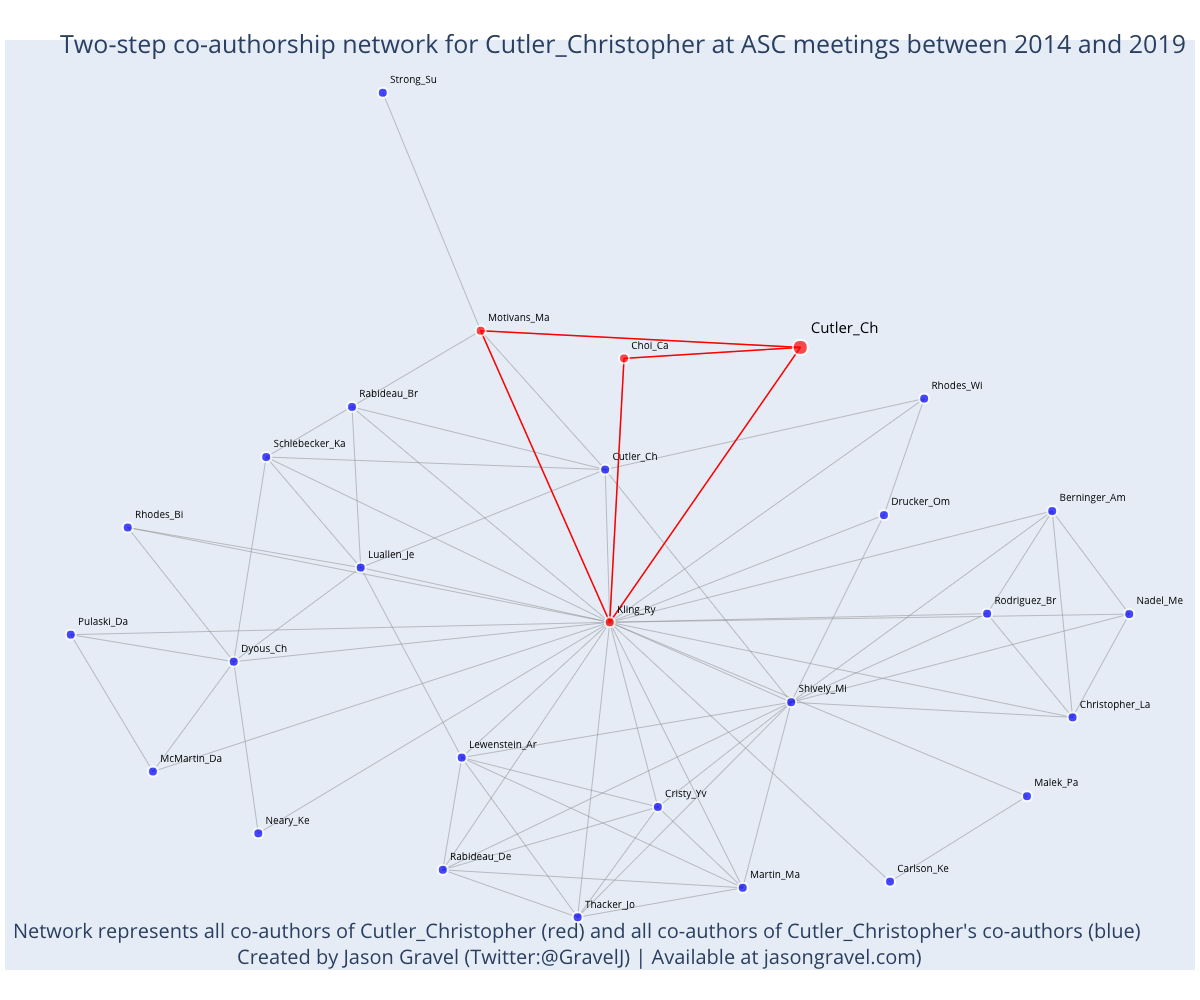 Two-step co-authorship network for Cutler_Christopher at ASC meetings between 2014 and 2019
Strong_Su
Motivans_Ma
Cutler_Ch
Choi_Ca
Rhodes_Wi
Rabideau_Br
Schlebecker_Ka
Cutler_Ch
Berninger_Am
Drucker_Om
Rhodes_Bi
Luallen_Je
Rodriguez_Br
Nadel_Me
Kling_Ry
Pulaski_Da
Dyous_Ch
Shively_Mi
Christopher_La
Lewenstein_Ar
McMartin_Da
Malek_Pa
Cristy_Yv
Neary_Ke
Rabideau_De
Carlson_Ke
Martin_Ma
Thacker_Jo
Network represents all co-authors of Cutler_Christopher (red) and all co-authors of Cutler_Christopher's co-authors (blue)
Created by Jason Gravel (Twitter:@GravelJ) | Available at jasongravel.com)